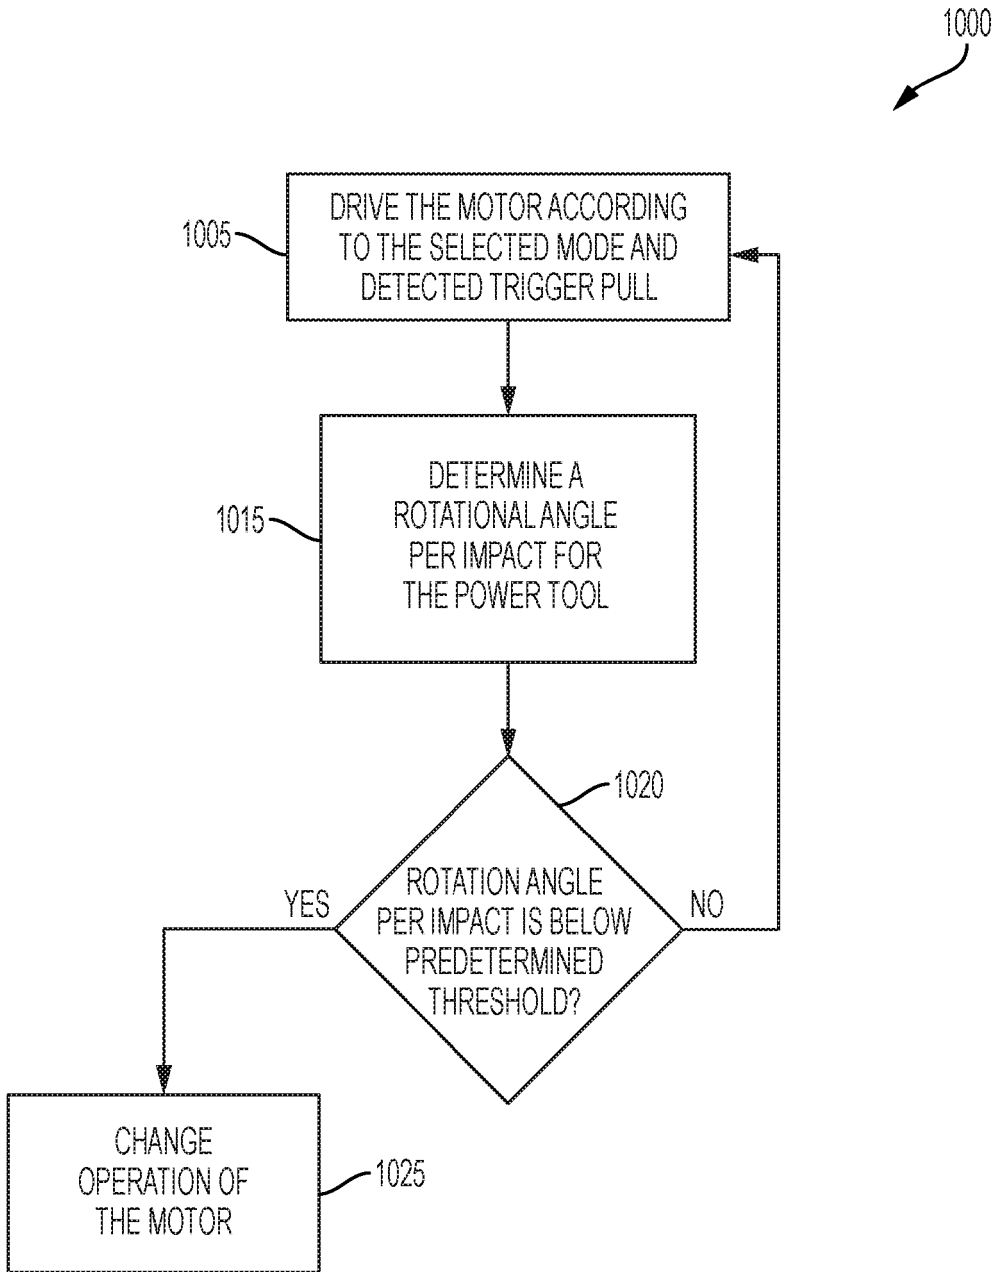 1000
DRIVE THE MOTOR ACCORDING
TO THE SELECTED MODE AND
DETECTED TRIGGER PULL
1005
DETERMINE A
ROTATIONAL ANGLE
PER IMPACT FOR
THE POWER TOOL
1015
1020
ROTATION ANGLE
PER IMPACT IS BELOW
PREDETERMINED
THRESHOLD?
YES
NO
CHANGE
OPERATION OF
THE MOTOR
1025